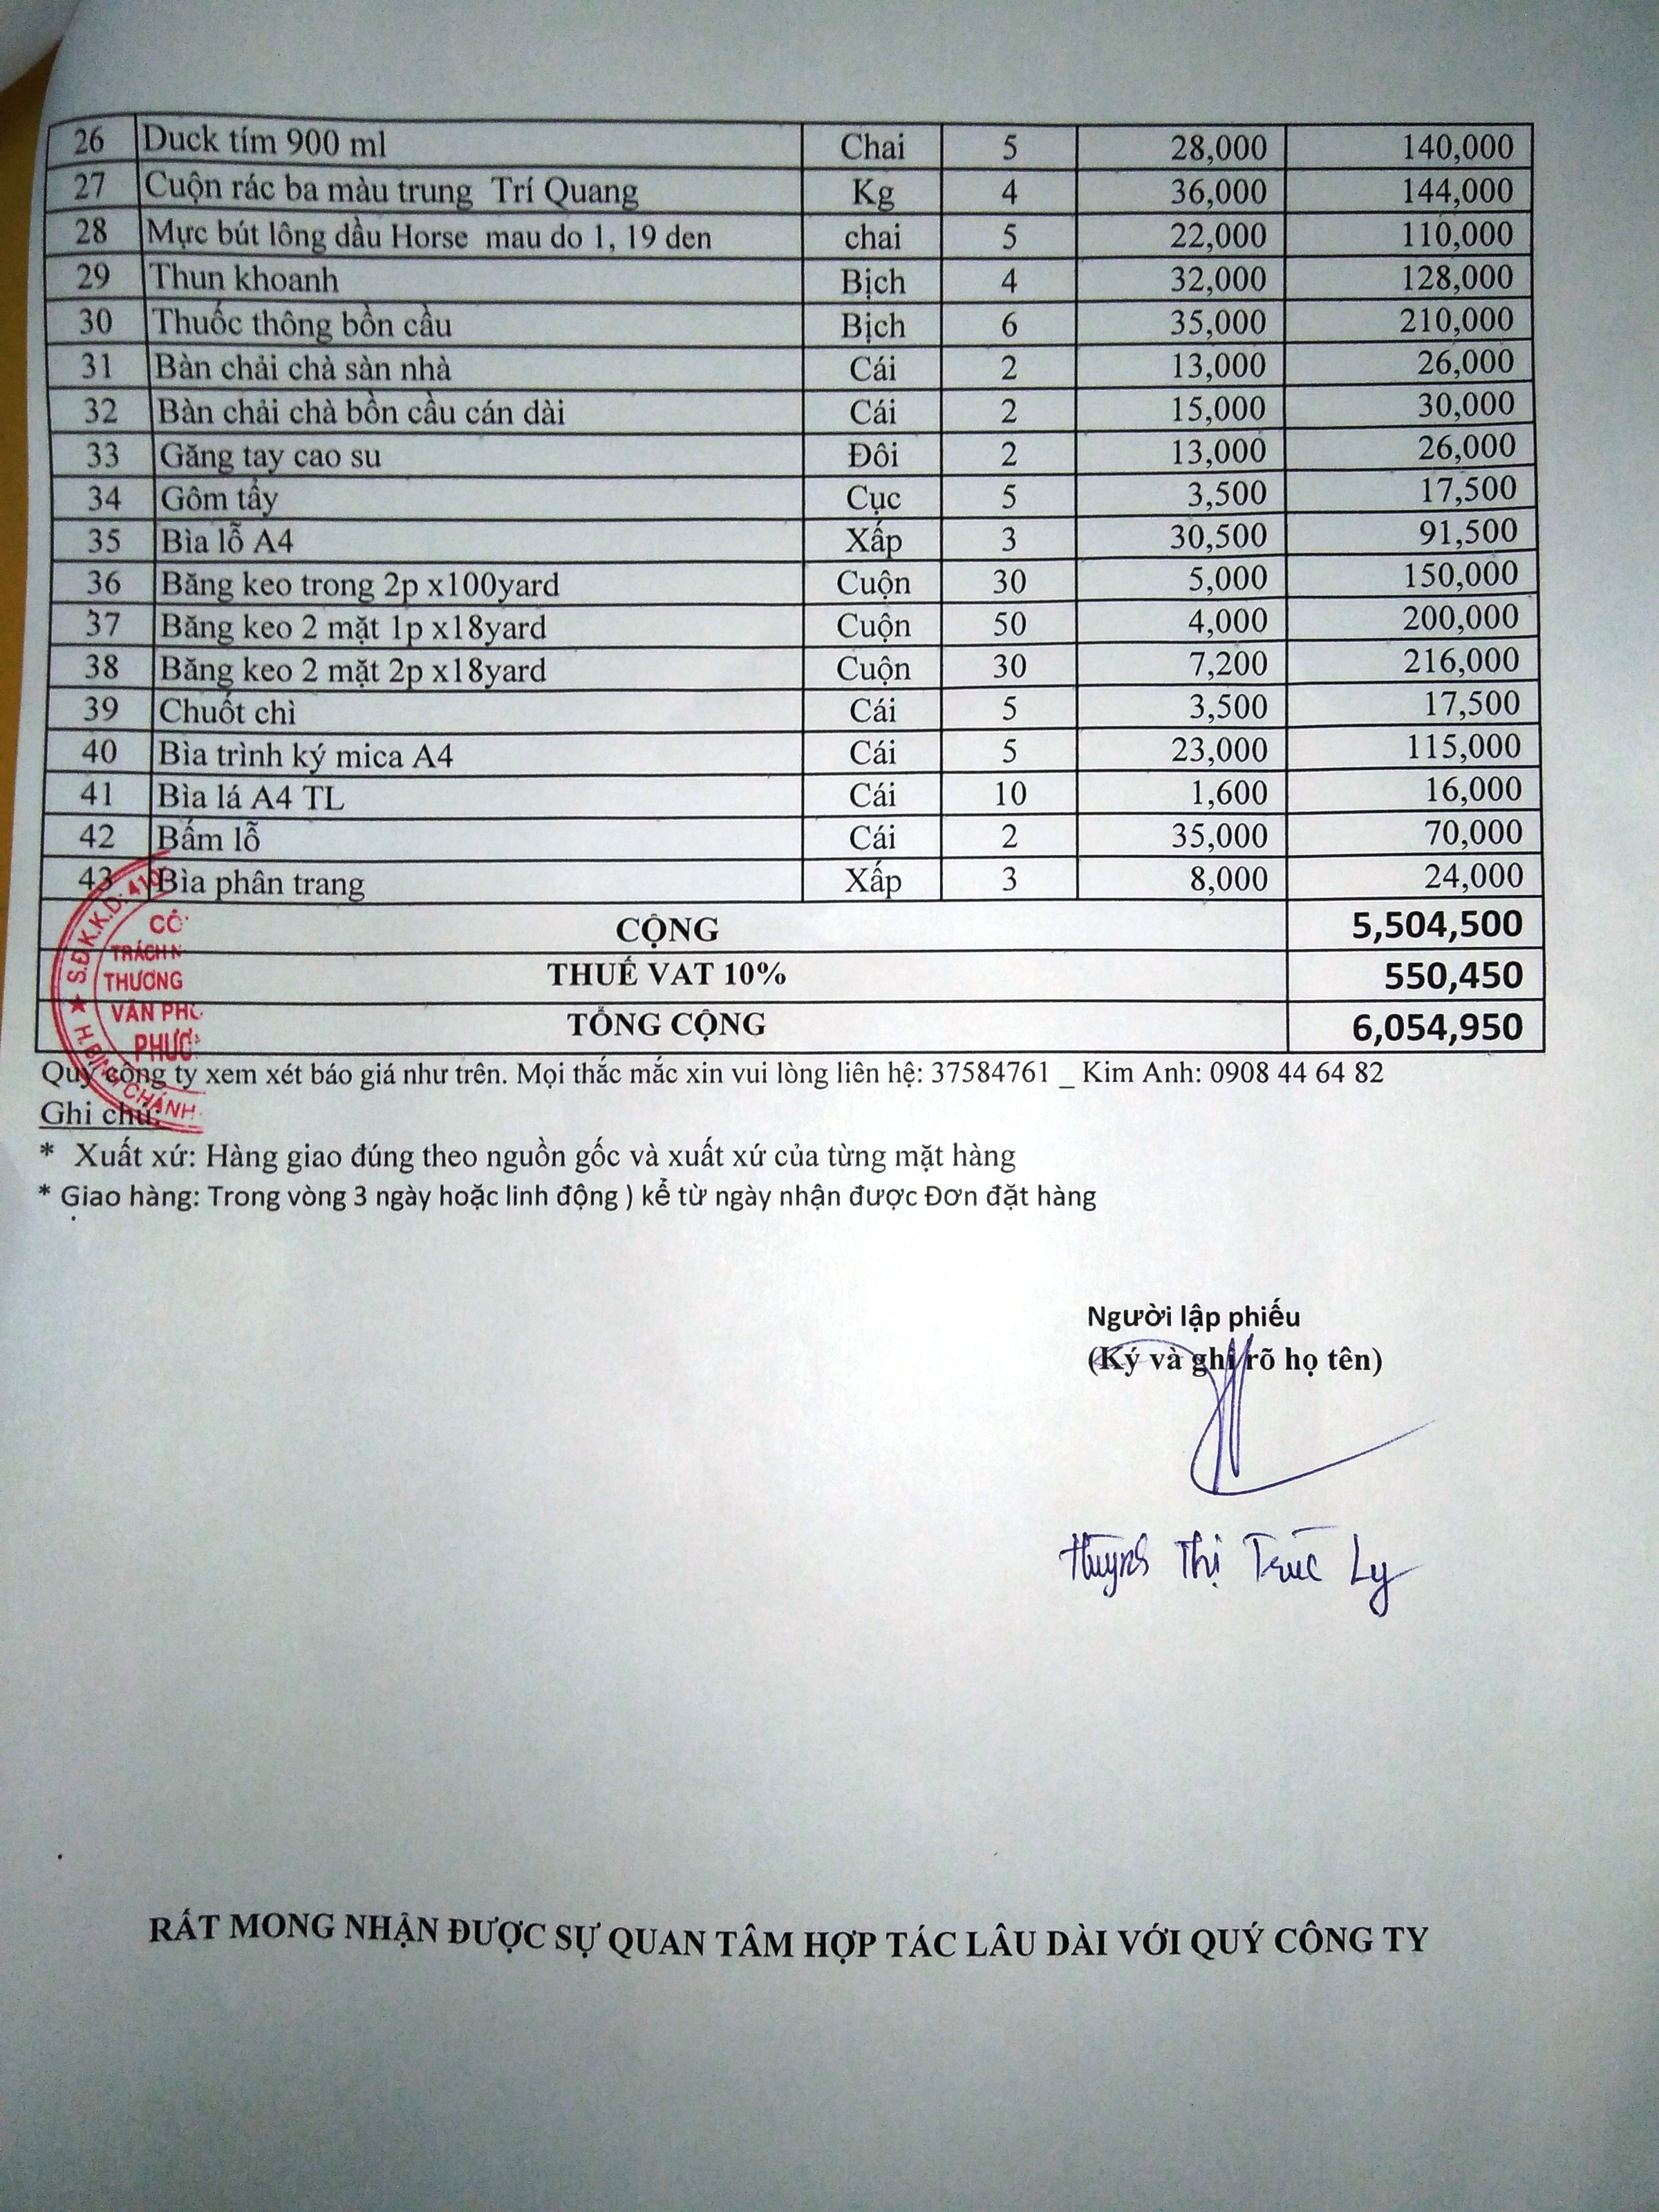 26 Duck tím 900 ml Chai 5 28,000 140,000
27 Cuộn rác ba màu trung Trí Quang Kg 4 36,000 144,000
28 Mực bút lông dầu Horse mau do 1, 19 den chai 5 22,000 110,000
29 Thun khoanh Bịch 4 32,000 128,000
30 Thuốc thông bồn cầu Bịch 6 35,000 210,000
31 Bàn chải chà sàn nhà Cái 2 13,000 26,000
32 Bàn chải chà bồn cầu cán dài Cái 2 15,000 30,000
33 Găng tay cao su Đôi 2 13,000 26,000
34 Gôm tẩy Cục 5 3,500 17,500
35 Bìa lỗ A4 Xấp 3 30,500 91,500
36 Băng keo trong 2p x100yard Cuộn 30 5,000 150,000
37 Băng keo 2 mặt 1p x18yard Cuộn 50 4,000 200,000
38 Băng keo 2 mặt 2p x18yard Cuộn 30 7,200 216,000
39 Chuốt chì Cái 5 3,500 17,500
40 Bìa trình ký mica A4 Cái 5 23,000 115,000
41 Bìa lá A4 TL Cái 10 1,600 16,000
42 Bấm lỗ Cái 2 35,000 70,000
43 Bìa phân trang Xấp 3 8,000 24,000
CỘNG 5,504,500
THUẾ VAT 10% 550,450
TỔNG CỘNG 6,054,950
S.ĐK.K.D: 410
CÔ
TRÁCH N
THƯƠNG
VĂN PHÒ
PHƯƠ
H.BÌNH CHÁNH
Quý công ty xem xét báo giá như trên. Mọi thắc mắc xin vui lòng liên hệ: 37584761 _ Kim Anh: 0908 44 64 82
Ghi chú:
* Xuất xứ: Hàng giao đúng theo nguồn gốc và xuất xứ của từng mặt hàng
* Giao hàng: Trong vòng 3 ngày hoặc linh động ) kể từ ngày nhận được Đơn đặt hàng
Người lập phiếu
(Ký và ghi rõ họ tên)
Huỳnh Thị Trúc Ly
RẤT MONG NHẬN ĐƯỢC SỰ QUAN TÂM HỢP TÁC LÂU DÀI VỚI QUÝ CÔNG TY